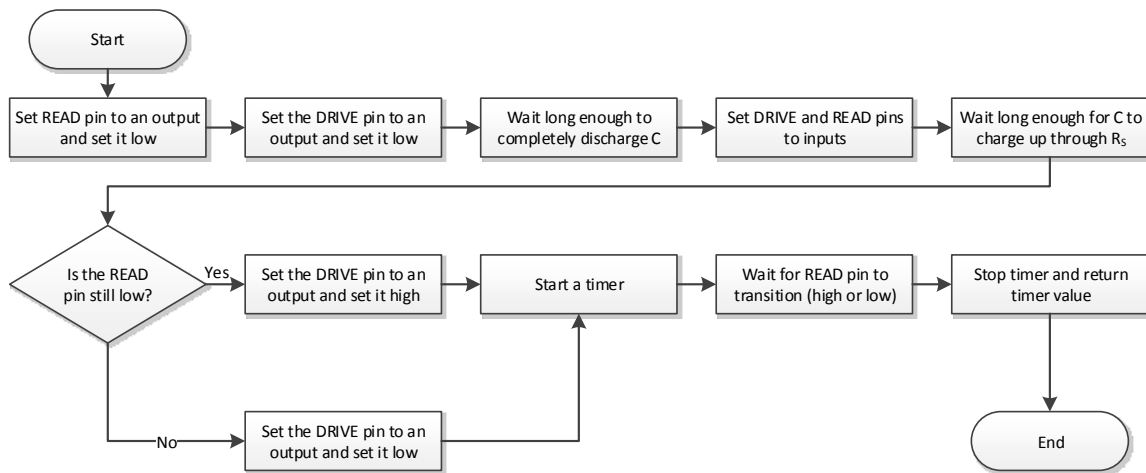 Start
Set READ pin to an output
and set it low
Set the DRIVE pin to an
output and set it low
Wait long enough to
completely discharge C
Set DRIVE and READ pins
to inputs
Wait long enough for C to
charge up through Rs
Is the READ
pin still low?
Yes
Set the DRIVE pin to an
output and set it high
Start a timer
Wait for READ pin to
transition (high or low)
Stop timer and return
timer value
No
Set the DRIVE pin to an
output and set it low
End